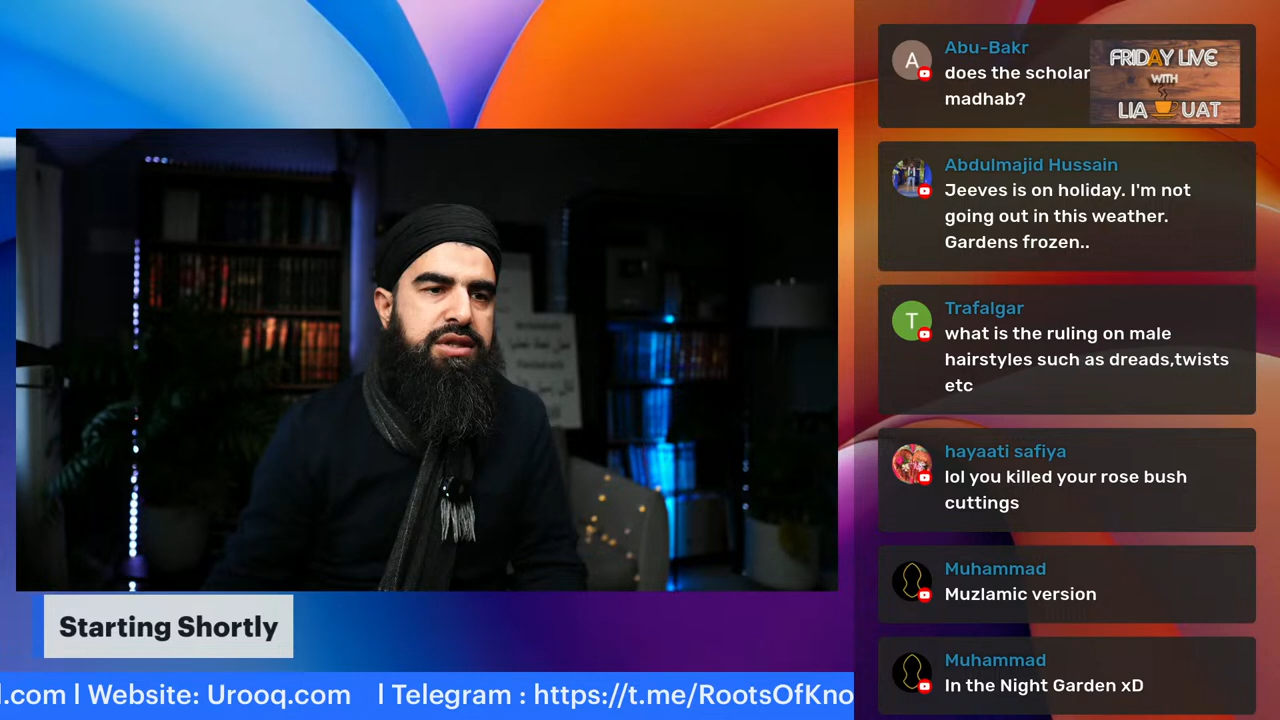 Abu-Bakr
does the scholar
madhab?
FRIDAY LIVE
WITH
LIA UAT
Abdulmajid Hussain
Jeeves is on holiday. I'm not
going out in this weather.
Gardens frozen..
T
Trafalgar
what is the ruling on male
hairstyles such as dreads,twists
etc
hayaati safiya
lol you killed your rose bush
cuttings
Muhammad
Muzlamic version
Muhammad
In the Night Garden xD
A
Starting Shortly
l.com | Website: Urooq.com | Telegram : https://t.me/RootsOfKno